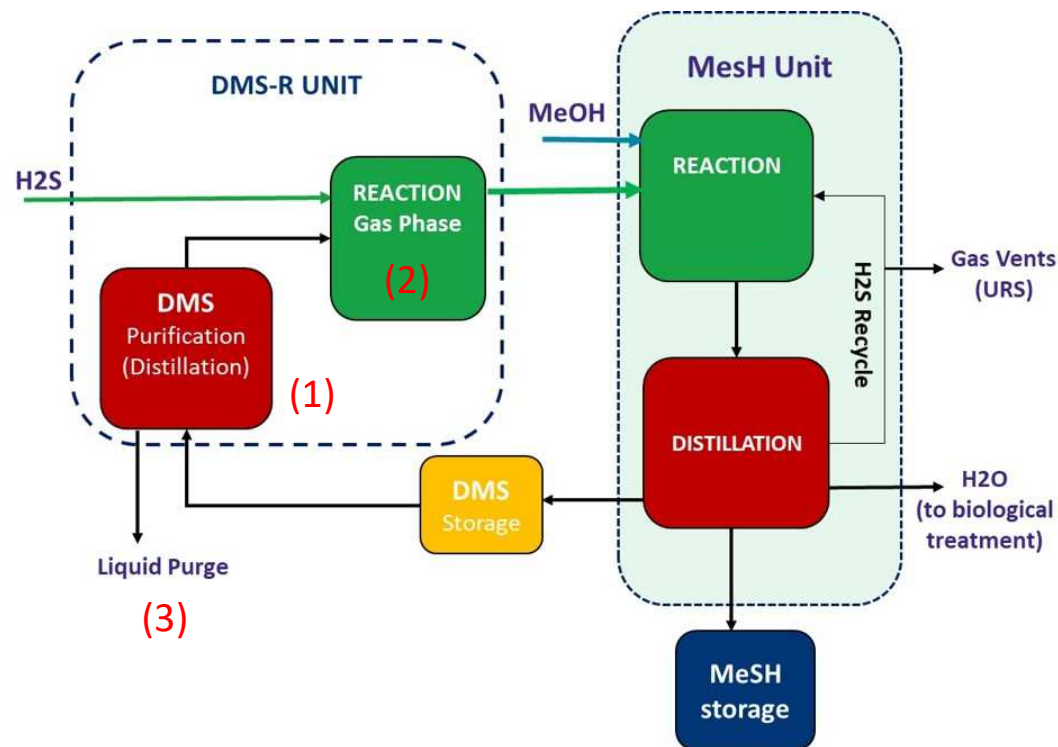 DMS-R UNIT
MesH Unit
MeOH
H2S
REACTION
Gas Phase
(2)
REACTION
DMS
Purification
(Distillation)
(1)
H2S Recycle
Gas Vents
(URS)
DISTILLATION
DMS
Storage
H2O
(to biological
treatment)
Liquid Purge
(3)
MeSH
storage